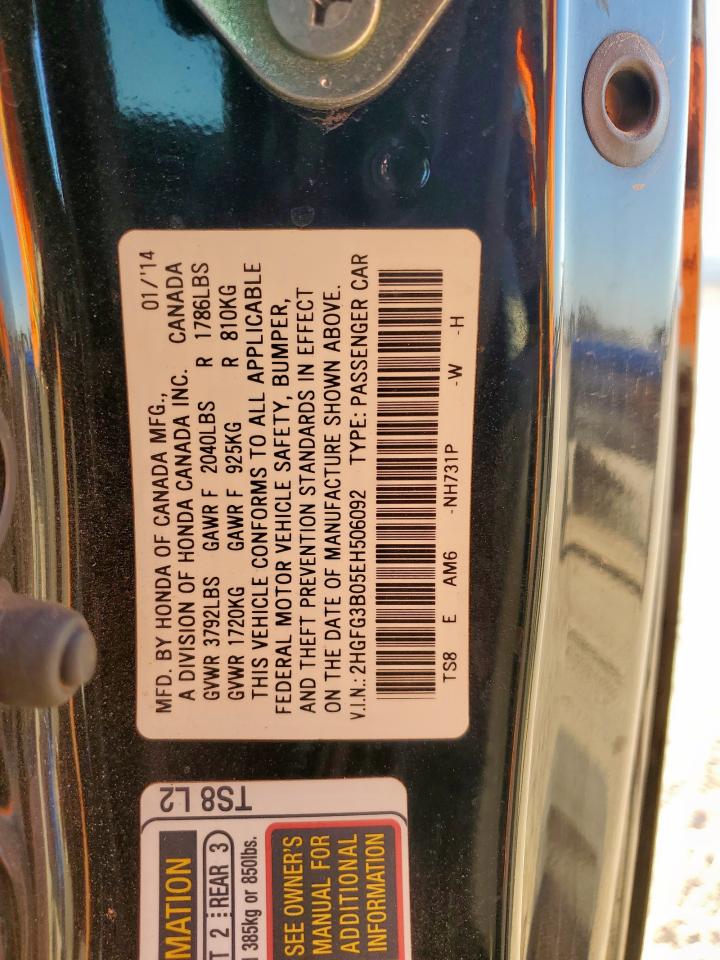 MFD. BY HONDA OF CANADA MFG., 01/'14
A DIVISION OF HONDA CANADA INC. CANADA
GVWR 3792LBS GAWR F 2040LBS R 1786LBS
GVWR 1720KG GAWR F 925KG R 810KG
THIS VEHICLE CONFORMS TO ALL APPLICABLE
FEDERAL MOTOR VEHICLE SAFETY, BUMPER,
AND THEFT PREVENTION STANDARDS IN EFFECT
ON THE DATE OF MANUFACTURE SHOWN ABOVE.
V.I.N.: 2HGFG3B05EH506092 TYPE: PASSENGER CAR
TS8 E AM6 -NH731P -W -H
TS8 L2
MATION
T 2 REAR 3
385kg or 850lbs.
SEE OWNER'S
MANUAL FOR
ADDITIONAL
INFORMATION